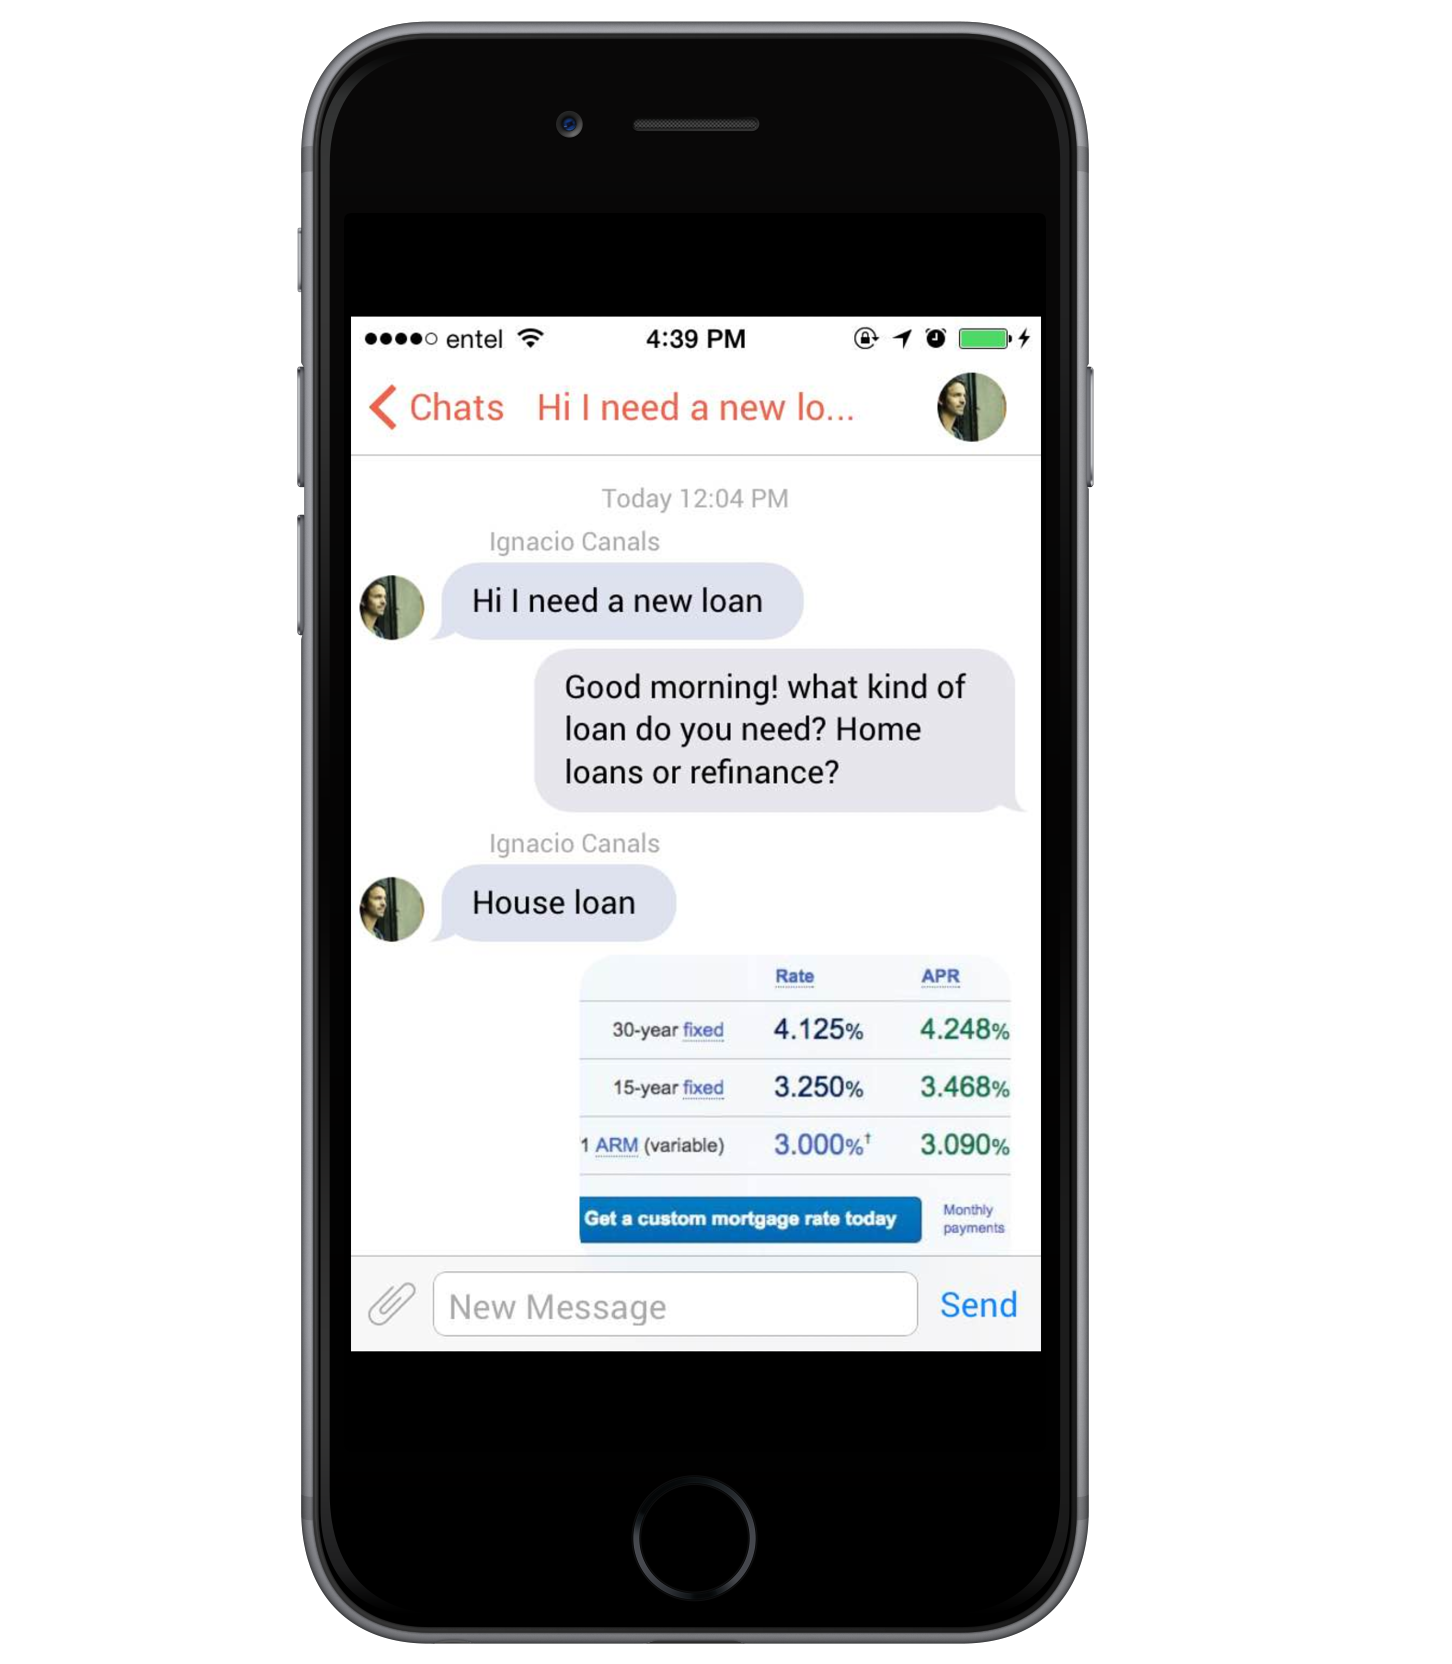 entel 4:39 PM
Chats Hi I need a new lo...
Today 12:04 PM
Ignacio Canals
Hi I need a new loan
Good morning! what kind of
loan do you need? Home
loans or refinance?
Ignacio Canals
House loan
Rate APR
30-year fixed 4.125% 4.248%
15-year fixed 3.250% 3.468%
1 ARM (variable) 3.000%† 3.090%
Get a custom mortgage rate today Monthly
payments
New Message Send